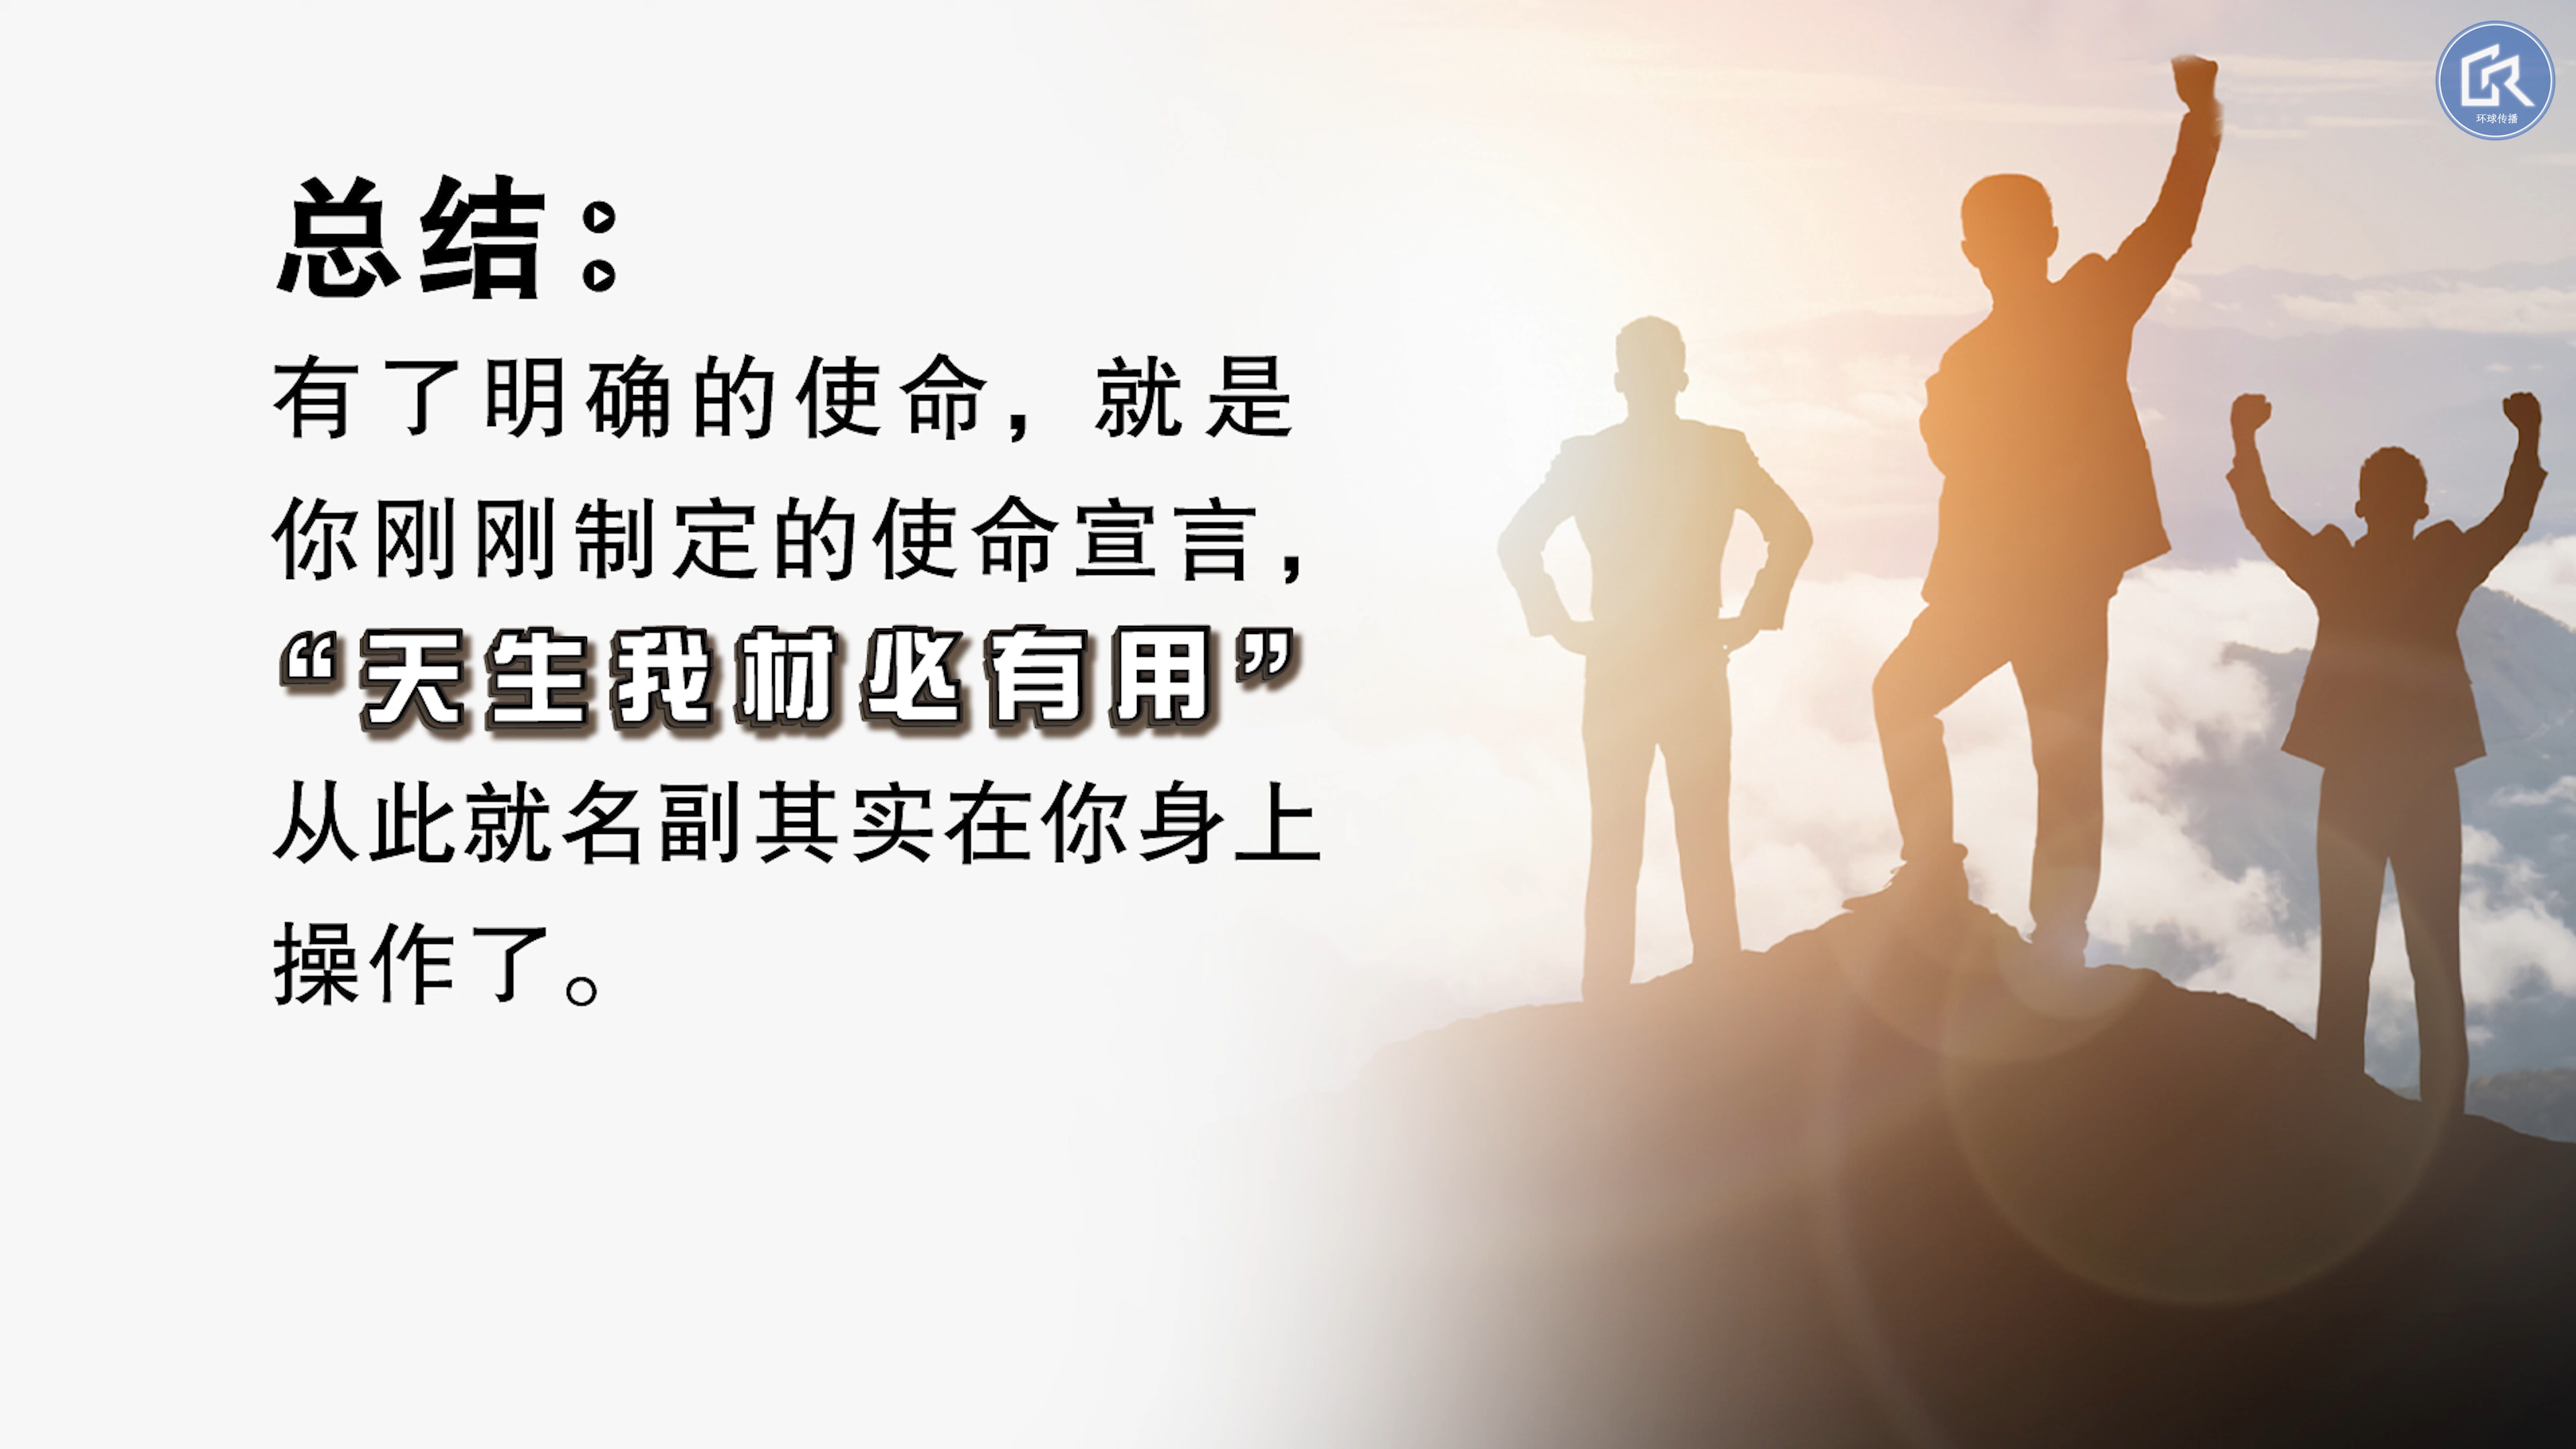 总结：
有了明确的使命，就是
你刚刚制定的使命宣言，
“天生我材必有用”
从此就名副其实在你身上
操作了。
GR
环球传播